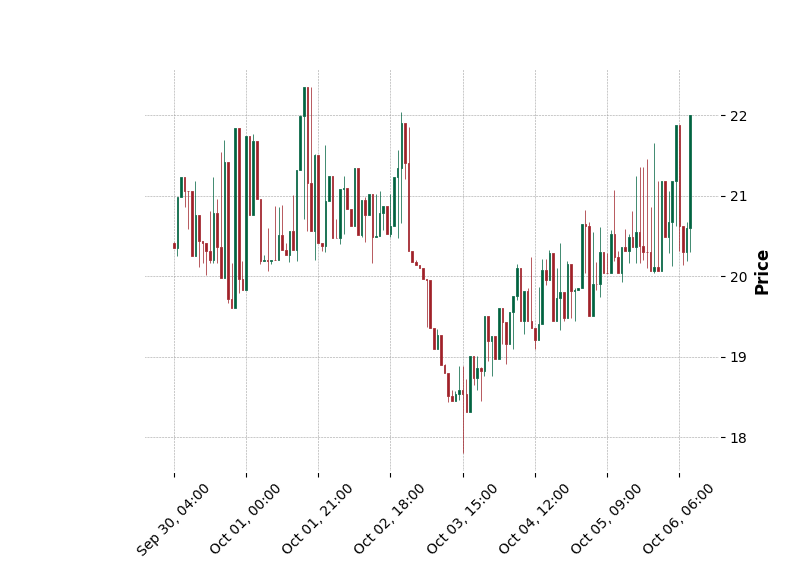 22
21
20
19
18
Price
Sep 30, 04:00
Oct 01, 00:00
Oct 01, 21:00
Oct 02, 18:00
Oct 03, 15:00
Oct 04, 12:00
Oct 05, 09:00
Oct 06, 06:00